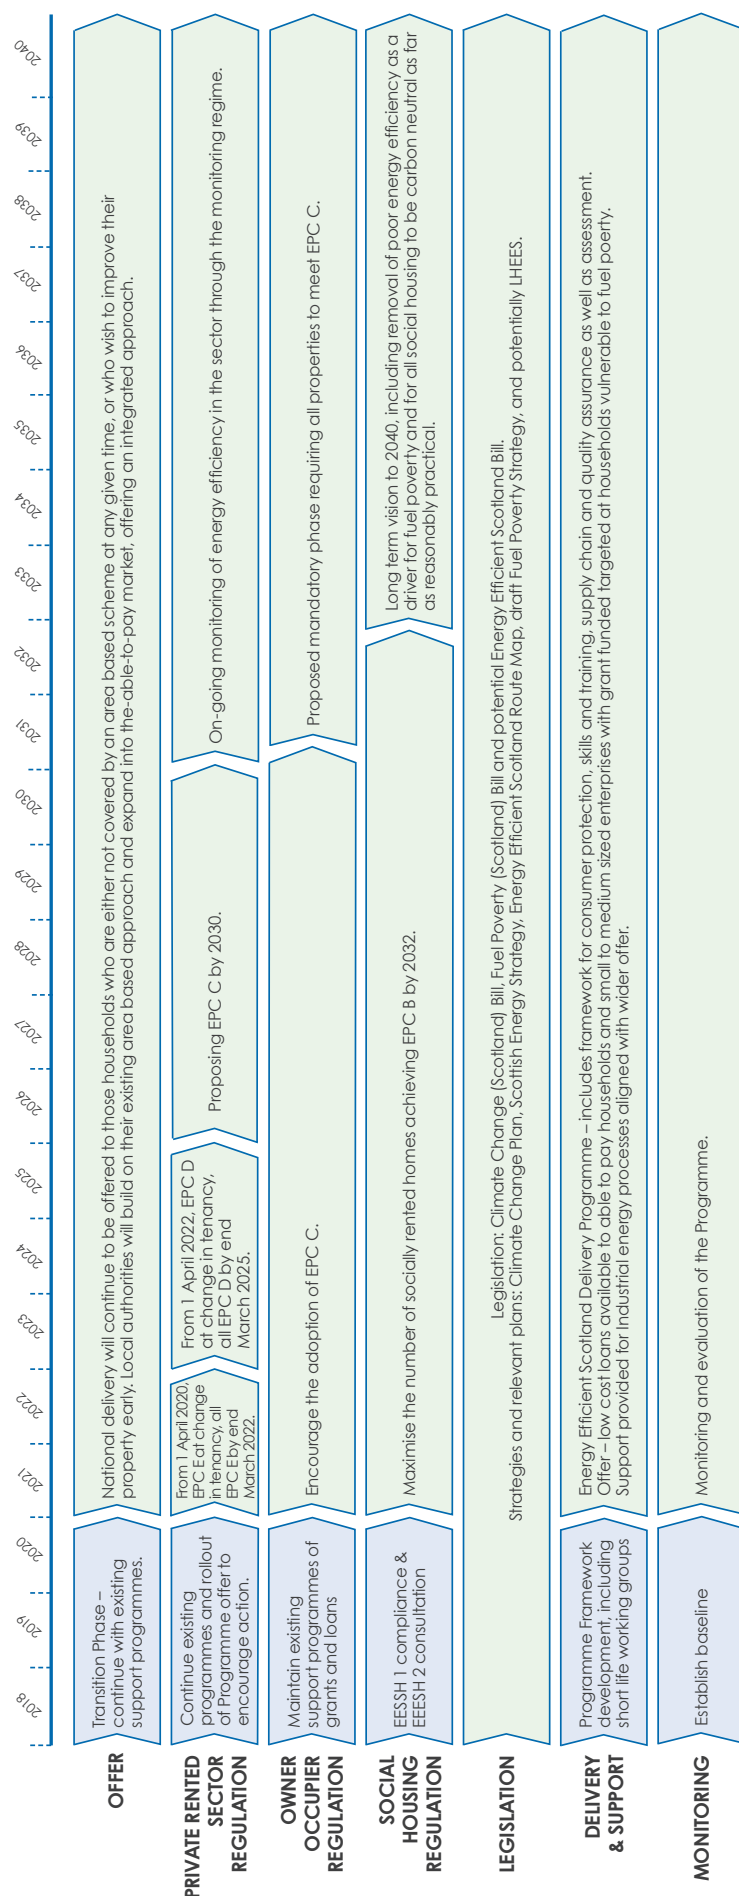 2018
2019
2020
2021
2022
2023
2024
2025
2026
2027
2028
2029
2030
2031
2032
2033
2034
2035
2036
2037
2038
2039
2040
OFFER
Transition Phase –
continue with existing
support programmes.
National delivery will continue to be offered to those households who are either not covered by an area based scheme at any given time, or who wish to improve their
property early. Local authorities will build on their existing area based approach and expand into the-able-to-pay market, offering an integrated approach.
PRIVATE RENTED
SECTOR
REGULATION
Continue existing
programmes and rollout
of Programme offer to
encourage action.
From 1 April 2020,
EPC E at change
in tenancy, all
EPC E by end
March 2022.
From 1 April 2022, EPC D
at change in tenancy,
all EPC D by end
March 2025.
Proposing EPC C by 2030.
On-going monitoring of energy efficiency in the sector through the monitoring regime.
OWNER
OCCUPIER
REGULATION
Maintain existing
support programmes of
grants and loans
Encourage the adoption of EPC C.
Proposed mandatory phase requiring all properties to meet EPC C.
SOCIAL
HOUSING
REGULATION
EESSH 1 compliance &
EEESH 2 consultation
Maximise the number of socially rented homes achieving EPC B by 2032.
Long term vision to 2040, including removal of poor energy efficiency as a
driver for fuel poverty and for all social housing to be carbon neutral as far
as reasonably practical.
LEGISLATION
Legislation: Climate Change (Scotland) Bill, Fuel Poverty (Scotland) Bill and potential Energy Efficient Scotland Bill.
Strategies and relevant plans: Climate Change Plan, Scottish Energy Strategy, Energy Efficient Scotland Route Map, draft Fuel Poverty Strategy, and potentially LHEES.
DELIVERY
& SUPPORT
Programme Framework
development, including
short life working groups
Energy Efficient Scotland Delivery Programme – includes framework for consumer protection, skills and training, supply chain and quality assurance as well as assessment.
Offer – low cost loans available to able to pay households and small to medium sized enterprises with grant funded targeted at households vulnerable to fuel poerty.
Support provided for Industrial energy processes aligned with wider offer.
MONITORING
Establish baseline
Monitoring and evaluation of the Programme.